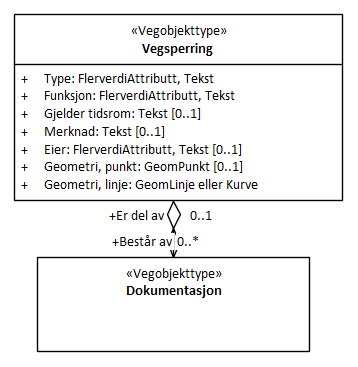 «Vegobjekttype»
Vegsperring
+ Type: FlerverdiAttributt, Tekst
+ Funksjon: FlerverdiAttributt, Tekst
+ Gjelder tidsrom: Tekst [0..1]
+ Merknad: Tekst [0..1]
+ Eier: FlerverdiAttributt, Tekst [0..1]
+ Geometri, punkt: GeomPunkt [0..1]
+ Geometri, linje: GeomLinje eller Kurve
+Er del av 0..1
+Består av 0..*
«Vegobjekttype»
Dokumentasjon